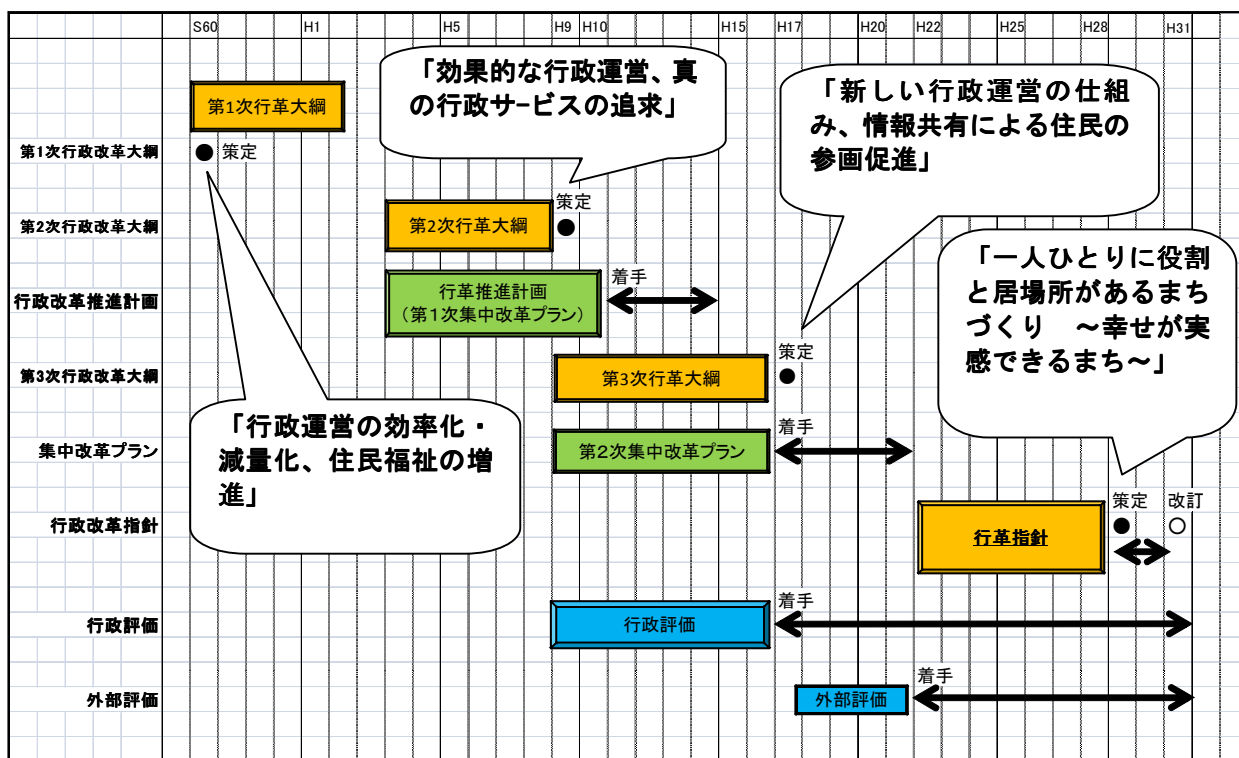 S60 H1 H5 H9 H10 H15 H17 H20 H22 H25 H28 H31
「効果的な行政運営、真
の行政サービスの追求」
「新しい行政運営の仕組
み、情報共有による住民の
参画促進」
第1次行革大綱
第1次行政改革大綱
● 策定
第2次行政改革大綱
第2次行革大綱
策定
●
「一人ひとりに役割
と居場所があるまち
づくり　～幸せが実
感できるまち～」
行政改革推進計画
行革推進計画
（第1次集中改革プラン）
着手
第3次行政改革大綱
第3次行革大綱
策定
●
「行政運営の効率化・
減量化、住民福祉の増
進」
集中改革プラン
第2次集中改革プラン
着手
行政改革指針
行革指針
策定 改訂
● ○
行政評価
行政評価
着手
外部評価
外部評価
着手